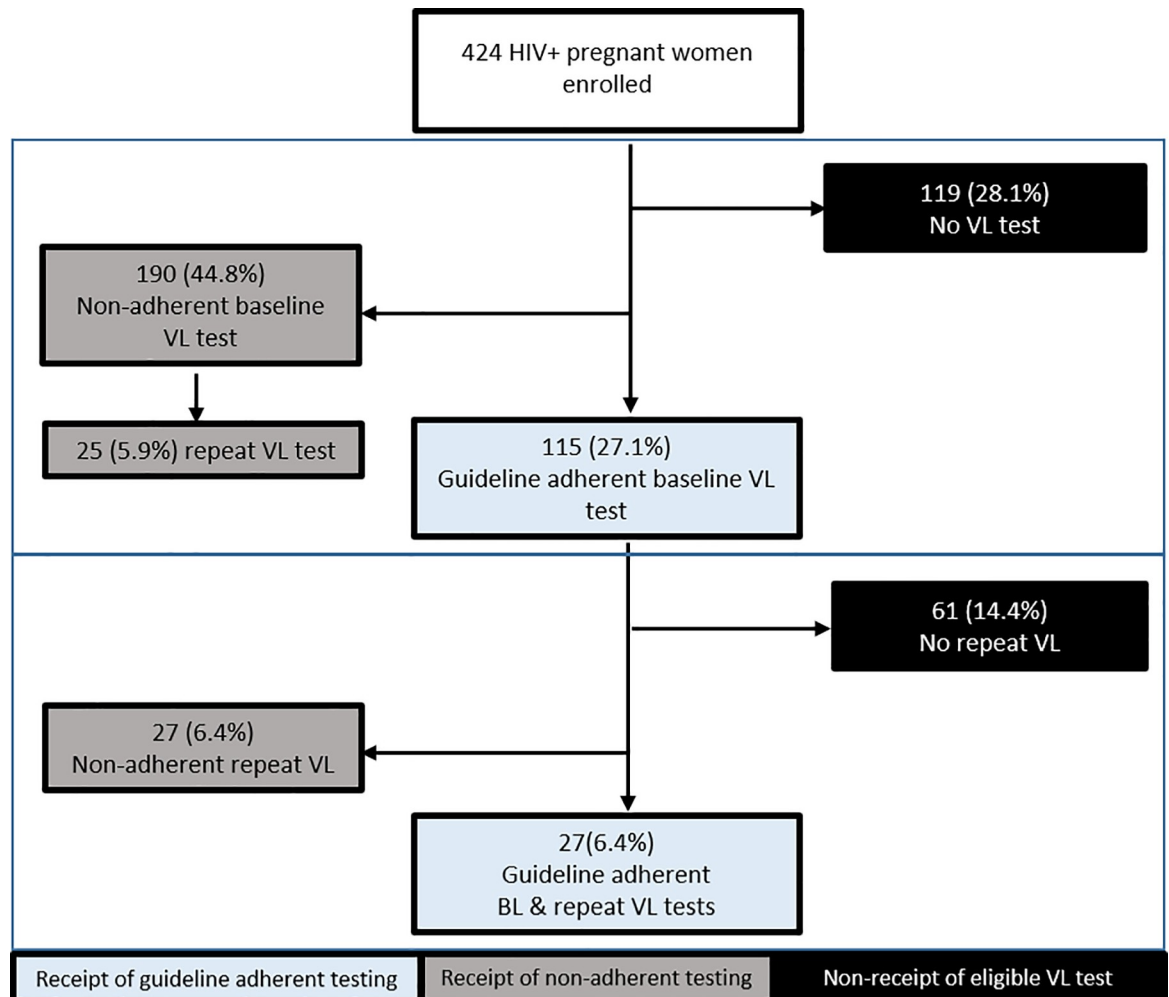 424 HIV+ pregnant women
enrolled
119 (28.1%)
No VL test
190 (44.8%)
Non-adherent baseline
VL test
25 (5.9%) repeat VL test
115 (27.1%)
Guideline adherent baseline VL
test
61 (14.4%)
No repeat VL
27 (6.4%)
Non-adherent repeat VL
27(6.4%)
Guideline adherent
BL & repeat VL tests
Receipt of guideline adherent testing
Receipt of non-adherent testing
Non-receipt of eligible VL test